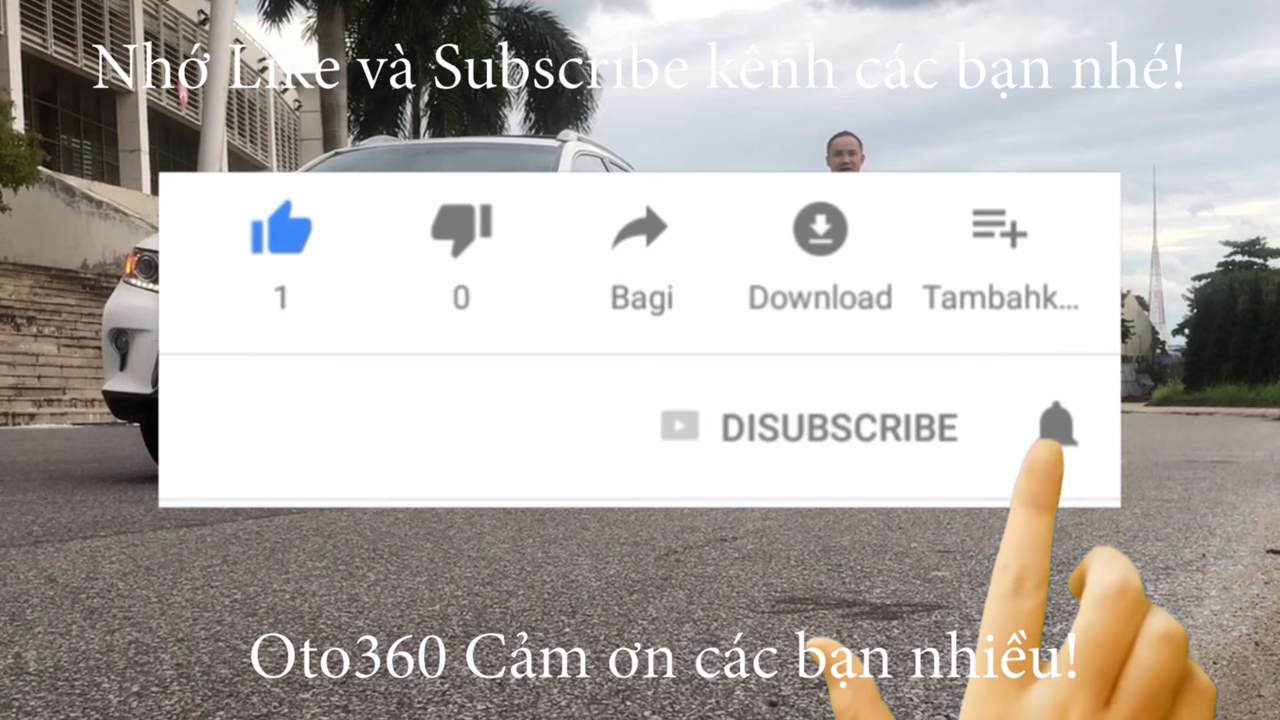 Nhớ Like và Subscribe kênh các bạn nhé!
1 0 Bagi Download Tambahk...
DISUBSCRIBE
Oto360 Cảm ơn các bạn nhiều!